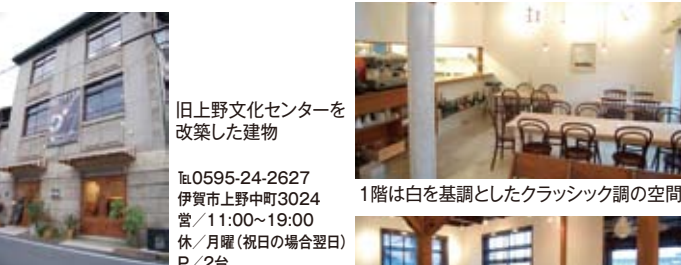 旧上野文化センターを
改築した建物
℡0595-24-2627
伊賀市上野中町3024
営／11:00~19:00
休／月曜（祝日の場合翌日）
P／2台
1階は白を基調としたクラッシック調の空間